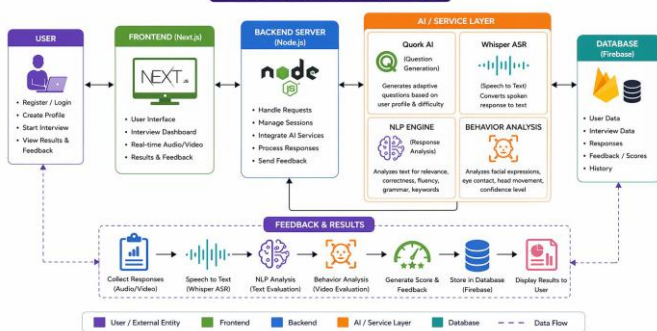 USER
Register / Login
Create Profile
Start Interview
View Results &
Feedback
FRONTEND (Next.js)
NEXT.JS
User Interface
Interview Dashboard
Real-time Audio/Video
Results & Feedback
BACKEND SERVER
(Node.js)
node
JS
Handle Requests
Manage Sessions
Integrate AI Services
Process Responses
Send Feedback
AI / SERVICE LAYER
Quork AI
(Question
Generation)
Generates adaptive
questions based on
user profile & difficulty
Whisper ASR
(Speech to Text)
Converts spoken
response to text
NLP ENGINE
(Response
Analysis)
Analyzes text for relevance,
correctness, fluency,
grammar, keywords
BEHAVIOR ANALYSIS
Analyzes facial expressions,
eye contact, head movement,
confidence level
DATABASE
(Firebase)
User Data
Interview Data
Responses
Feedback / Scores
History
FEEDBACK & RESULTS
Collect Responses
(Audio/Video)
Speech to Text
(Whisper ASR)
NLP Analysis
(Text Evaluation)
Behavior Analysis
(Video Evaluation)
Generate Score &
Feedback
Store in Database
(Firebase)
Display Results to
User
User / External Entity
Frontend
Backend
AI / Service Layer
Database
Data Flow